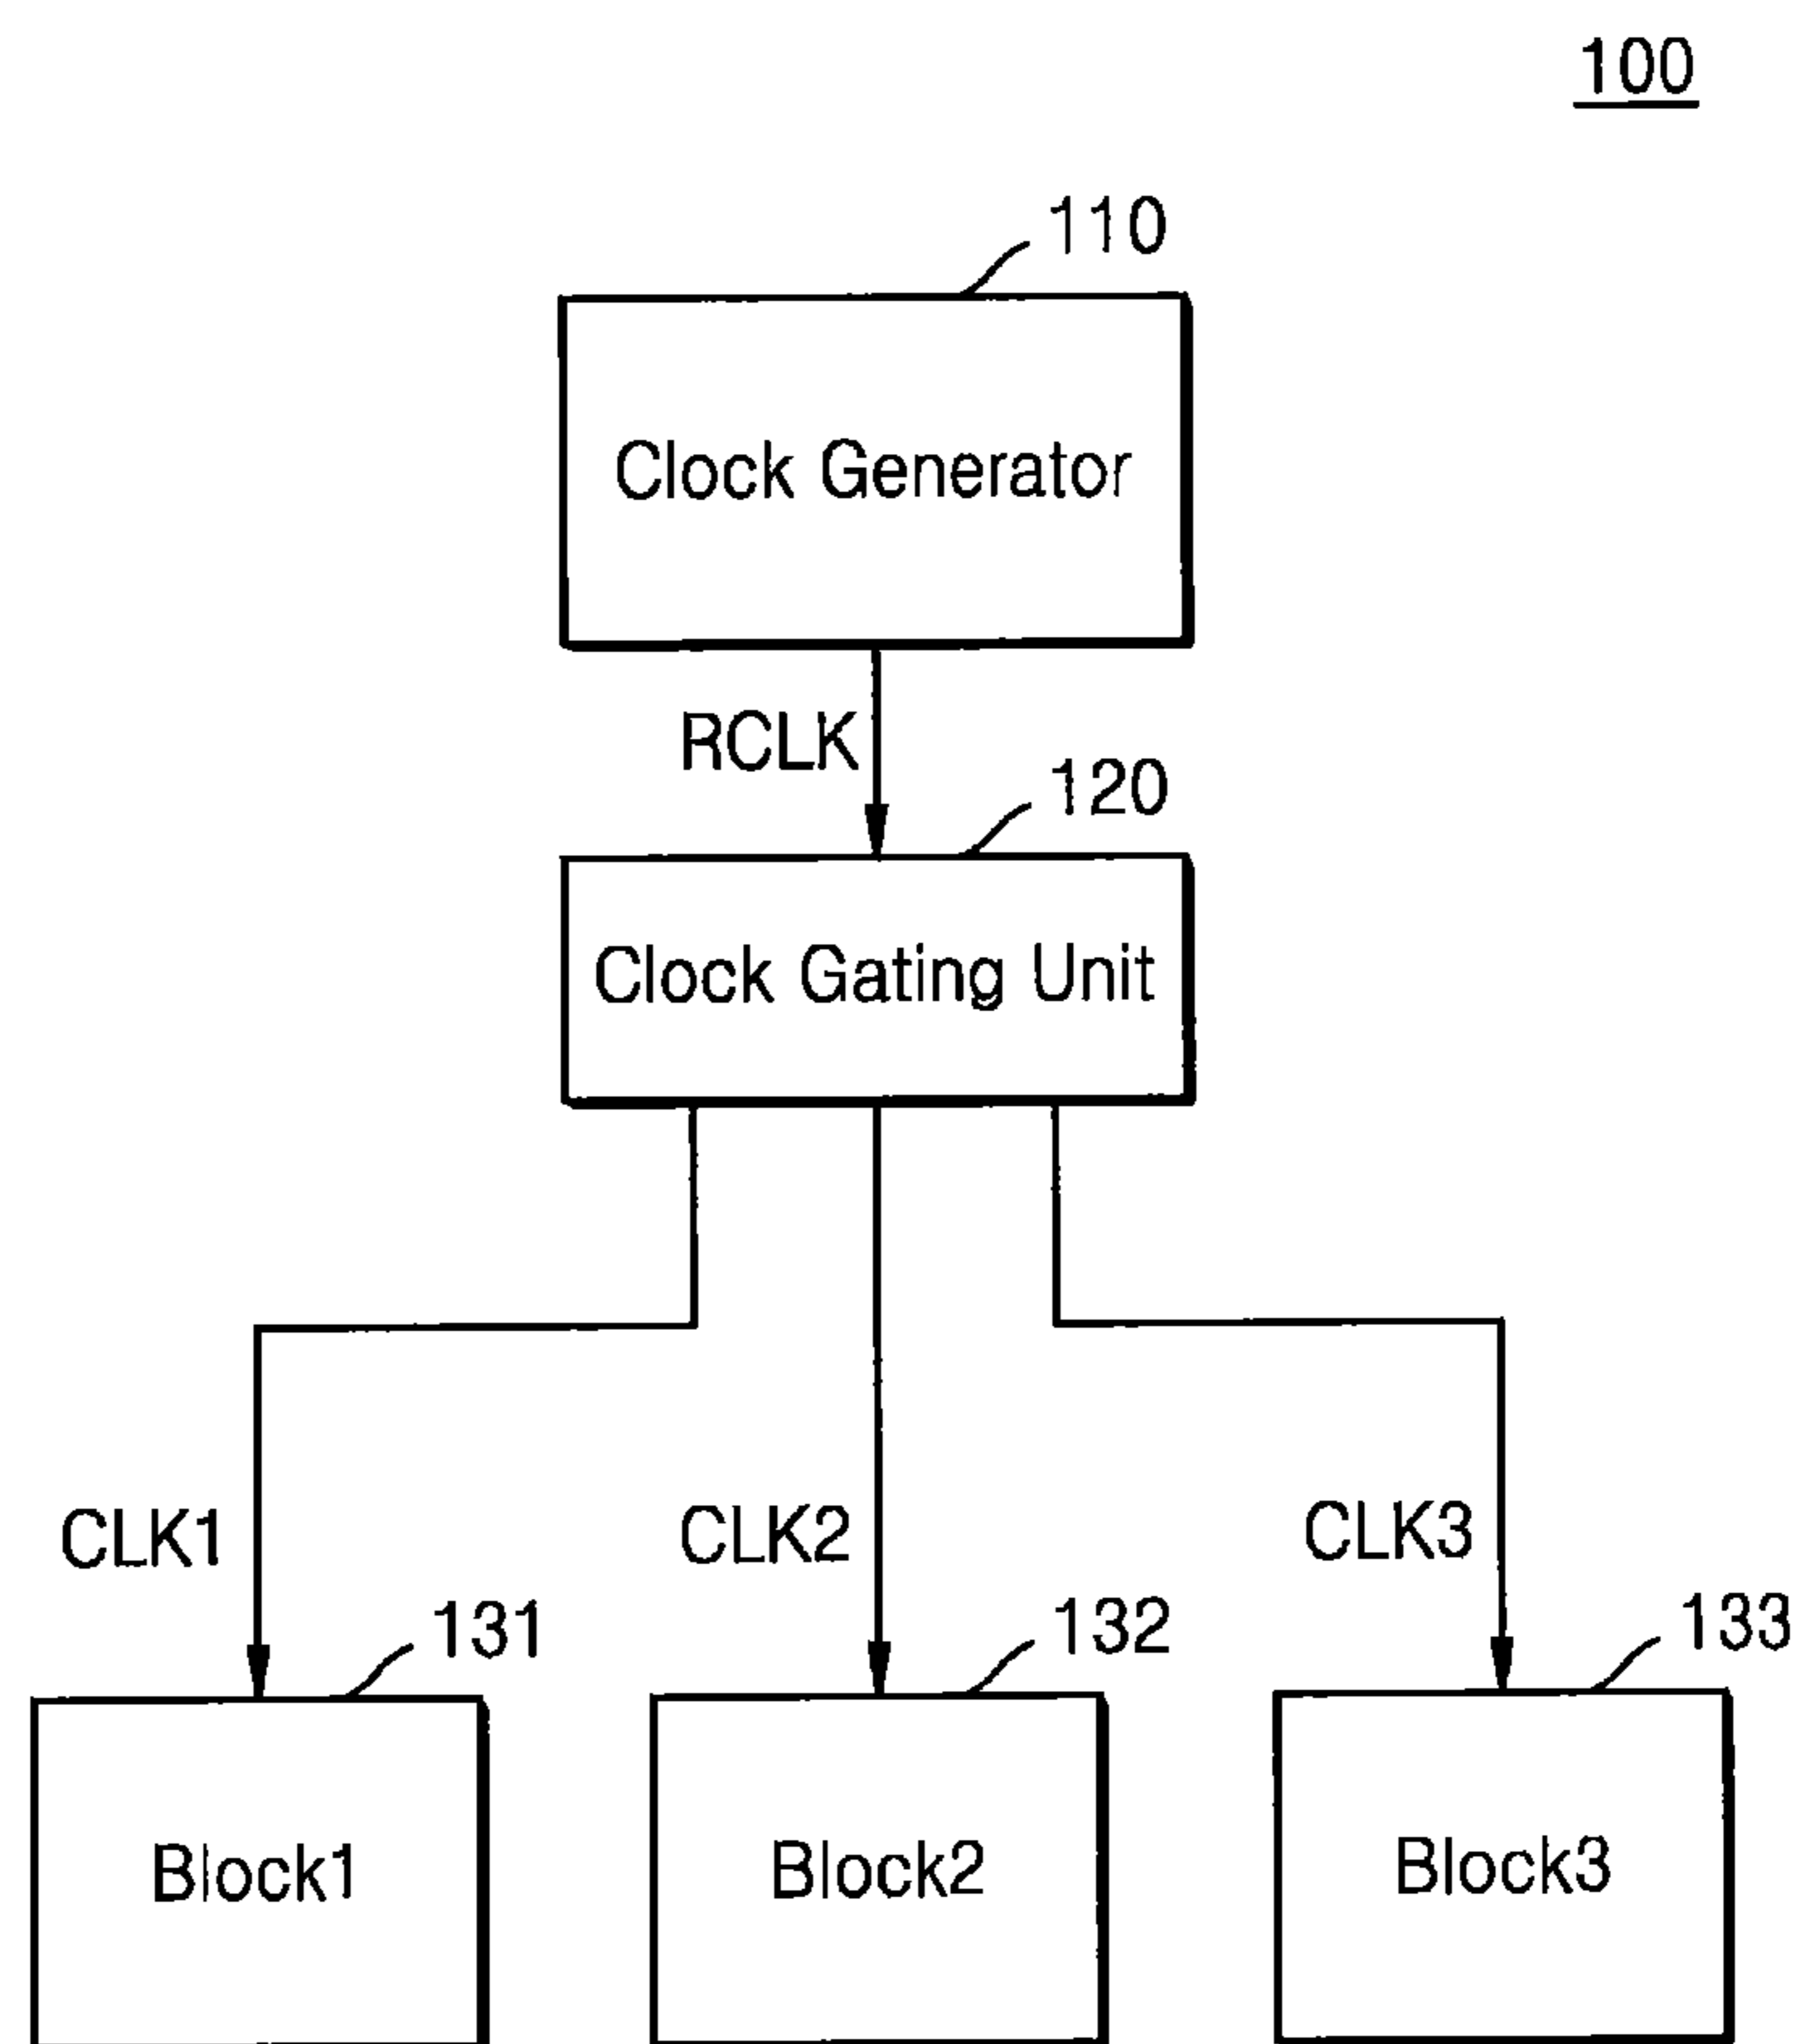 100
110
Clock Generator
RCLK
120
Clock Gating Unit
CLK1
CLK2
CLK3
131
132
133
Block1
Block2
Block3